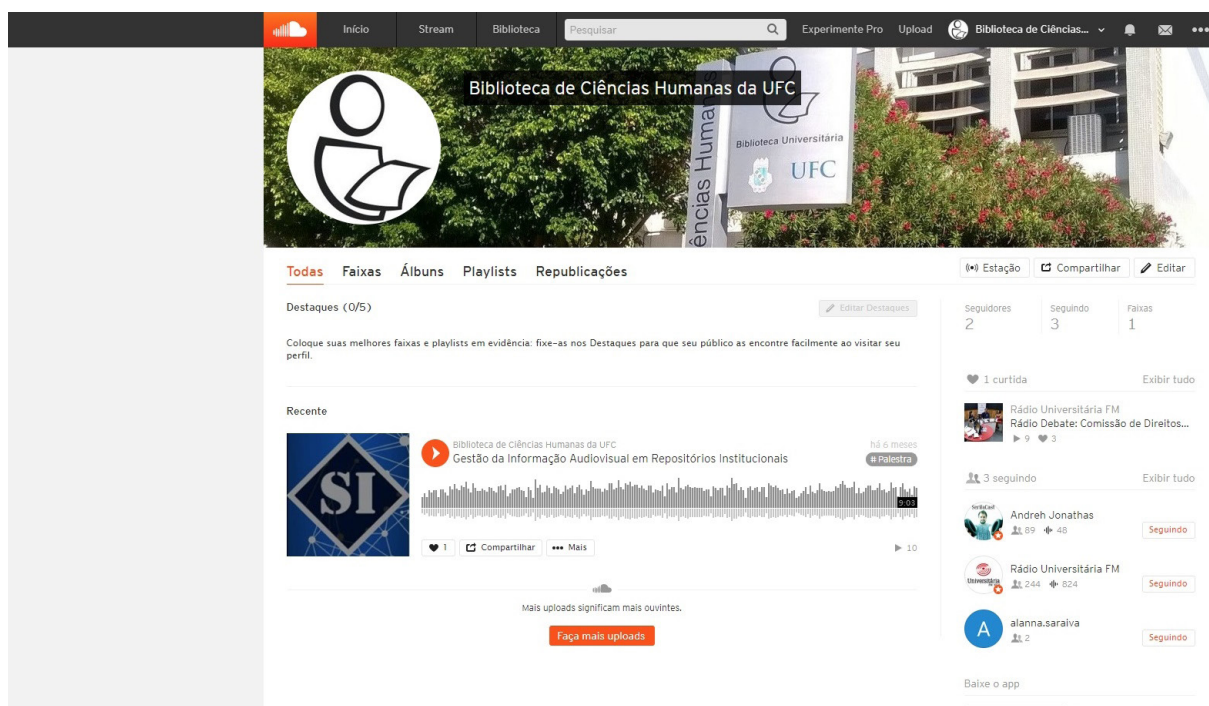 Início Stream Biblioteca Pesquisar Experimente Pro Upload Biblioteca de Ciências...
Biblioteca de Ciências Humanas da UFC
Biblioteca Universitária
UFC
ências Humanas
Todas Faixas Álbuns Playlists Republicações
Estação Compartilhar Editar
Destaques (0/5)
Editar Destaques
Coloque suas melhores faixas e playlists em evidência: fixe-as nos Destaques para que seu público as encontre facilmente ao visitar seu
perfil.
Recente
SI
Biblioteca de Ciências Humanas da UFC há 6 meses
Gestão da Informação Audiovisual em Repositórios Institucionais # Palestra
9:03
1 Compartilhar Mais 10
Mais uploads significam mais ouvintes.
Faça mais uploads
Seguidores Seguindo Faixas
2 3 1
1 curtida Exibir tudo
Rádio Universitária FM
Rádio Debate: Comissão de Direitos...
9 3
3 seguindo Exibir tudo
Andreh Jonathas
89 48 Seguindo
Rádio Universitária FM
Universitária
244 824 Seguindo
A
alanna.saraiva
2 Seguindo
Baixe o app